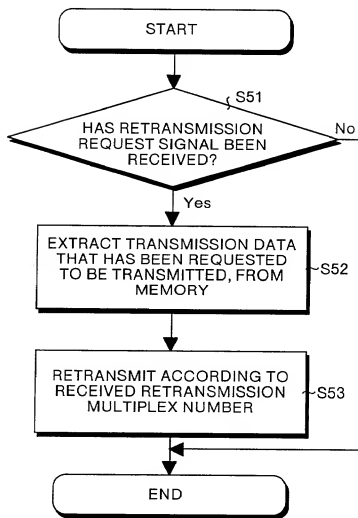 START
S51
HAS RETRANSMISSION
REQUEST SIGNAL BEEN
RECEIVED?
No
Yes
EXTRACT TRANSMISSION DATA
THAT HAS BEEN REQUESTED
TO BE TRANSMITTED, FROM
MEMORY
S52
RETRANSMIT ACCORDING TO
RECEIVED RETRANSMISSION
MULTIPLEX NUMBER
S53
END